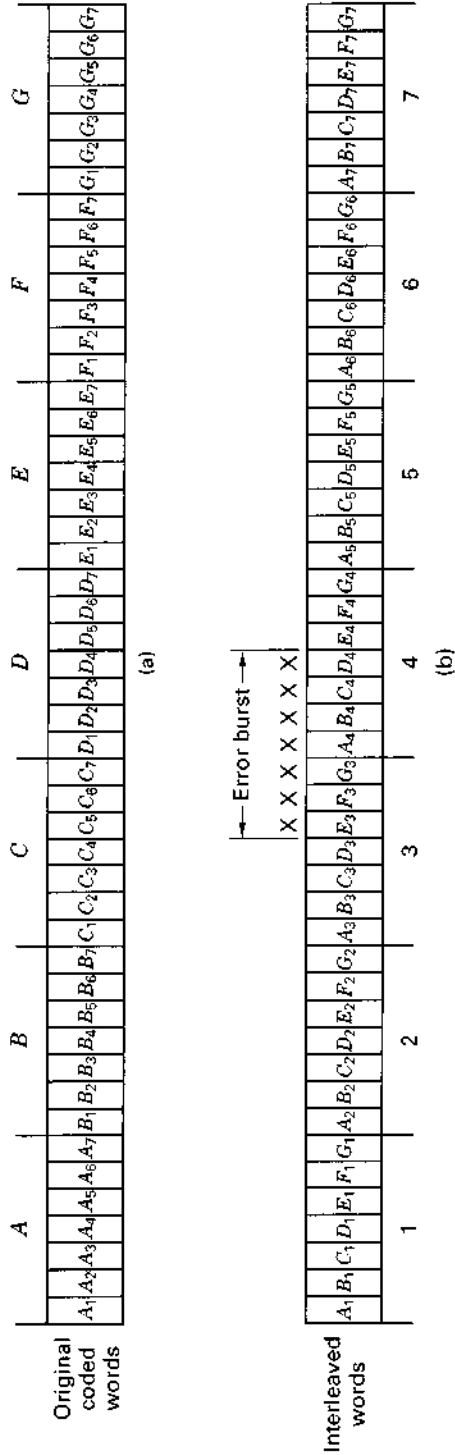 A B C D E F G
Original
coded
words
A₁ A₂ A₃ A₄ A₅ A₆ A₇ B₁ B₂ B₃ B₄ B₅ B₆ B₇ C₁ C₂ C₃ C₄ C₅ C₆ C₇ D₁ D₂ D₃ D₄ D₅ D₆ D₇ E₁ E₂ E₃ E₄ E₅ E₆ E₇ F₁ F₂ F₃ F₄ F₅ F₆ F₇ G₁ G₂ G₃ G₄ G₅ G₆ G₇
(a)
Error burst
X X X X X X X
Interleaved
words
A₁ B₁ C₁ D₁ E₁ F₁ G₁ A₂ B₂ C₂ D₂ E₂ F₂ G₂ A₃ B₃ C₃ D₃ E₃ F₃ G₃ A₄ B₄ C₄ D₄ E₄ F₄ G₄ A₅ B₅ C₅ D₅ E₅ F₅ G₅ A₆ B₆ C₆ D₆ E₆ F₆ G₆ A₇ B₇ C₇ D₇ E₇ F₇ G₇
1 2 3 4 5 6 7
(b)